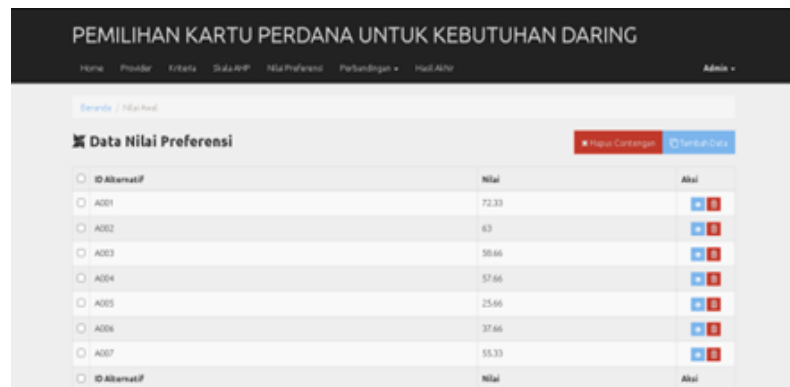 PEMILIHAN KARTU PERDANA UNTUK KEBUTUHAN DARING
Home Provider Kriteria Skala AHP Nilai Preferensi Perbandingan Hasil Akhir Admin
Beranda / Nilai Awal
Data Nilai Preferensi Hapus Contengan Tambah Data
ID Alternatif Nilai Aksi
A001 72.33
A002 63
A003 58.66
A004 57.66
A005 25.66
A006 37.66
A007 55.33
ID Alternatif Nilai Aksi